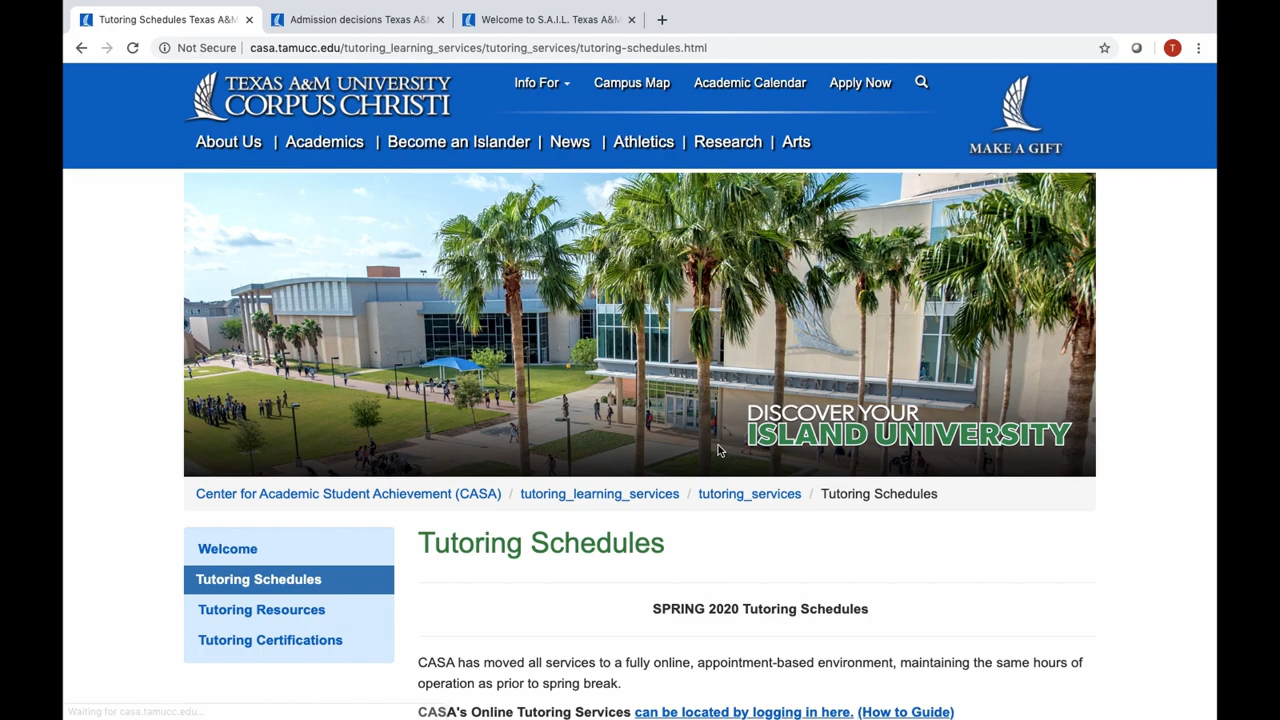 Tutoring Schedules Texas A&M
Admission decisions Texas A&M
Welcome to S.A.I.L. Texas A&M
Not Secure
casa.tamucc.edu/tutoring_learning_services/tutoring_services/tutoring-schedules.html
T
TEXAS A&M UNIVERSITY
CORPUS CHRISTI
Info For
Campus Map
Academic Calendar
Apply Now
About Us | Academics | Become an Islander | News | Athletics | Research | Arts
MAKE A GIFT
DISCOVER YOUR
ISLAND UNIVERSITY
Center for Academic Student Achievement (CASA) / tutoring_learning_services / tutoring_services / Tutoring Schedules
Welcome
Tutoring Schedules
Tutoring Resources
Tutoring Certifications
Tutoring Schedules
SPRING 2020 Tutoring Schedules
CASA has moved all services to a fully online, appointment-based environment, maintaining the same hours of
operation as prior to spring break.
CASA's Online Tutoring Services can be located by logging in here. (How to Guide)
Waiting for casa.tamucc.edu...